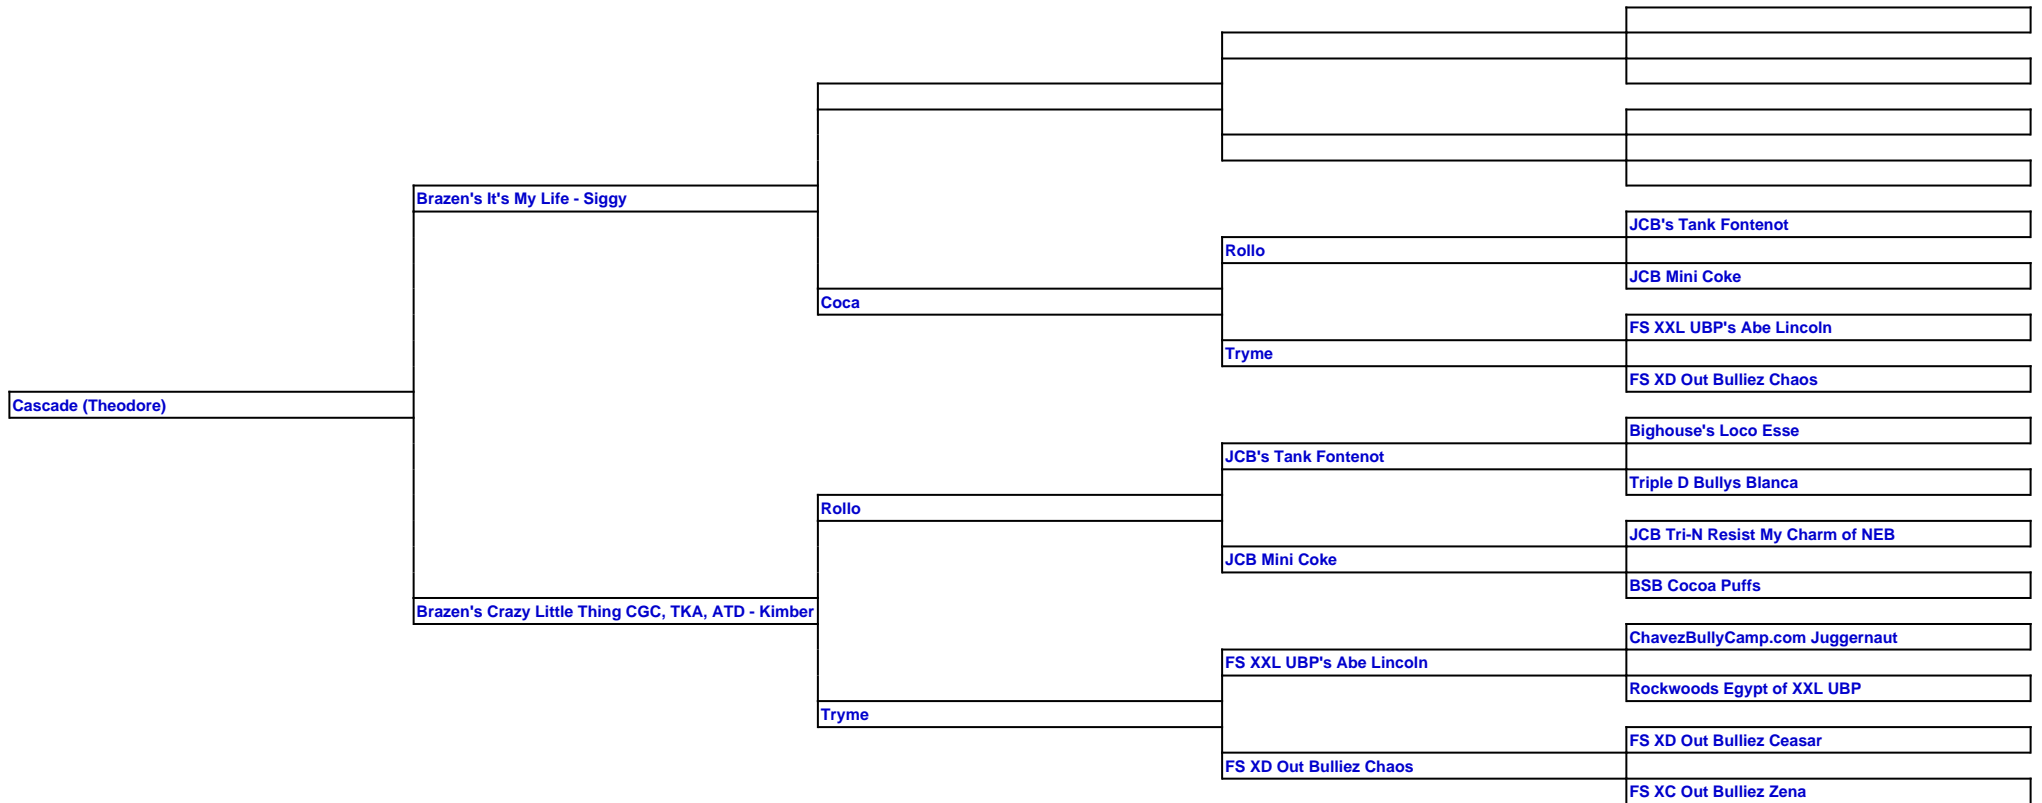 Brazen's It's My Life - Siggy
JCB's Tank Fontenot
Rollo
JCB Mini Coke
Coca
FS XXL UBP's Abe Lincoln
Tryme
FS XD Out Bulliez Chaos
Cascade (Theodore)
Bighouse's Loco Esse
JCB's Tank Fontenot
Triple D Bullys Blanca
Rollo
JCB Tri-N Resist My Charm of NEB
JCB Mini Coke
BSB Cocoa Puffs
Brazen's Crazy Little Thing CGC, TKA, ATD - Kimber
ChavezBullyCamp.com Juggernaut
FS XXL UBP's Abe Lincoln
Rockwoods Egypt of XXL UBP
Tryme
FS XD Out Bulliez Ceasar
FS XD Out Bulliez Chaos
FS XC Out Bulliez Zena